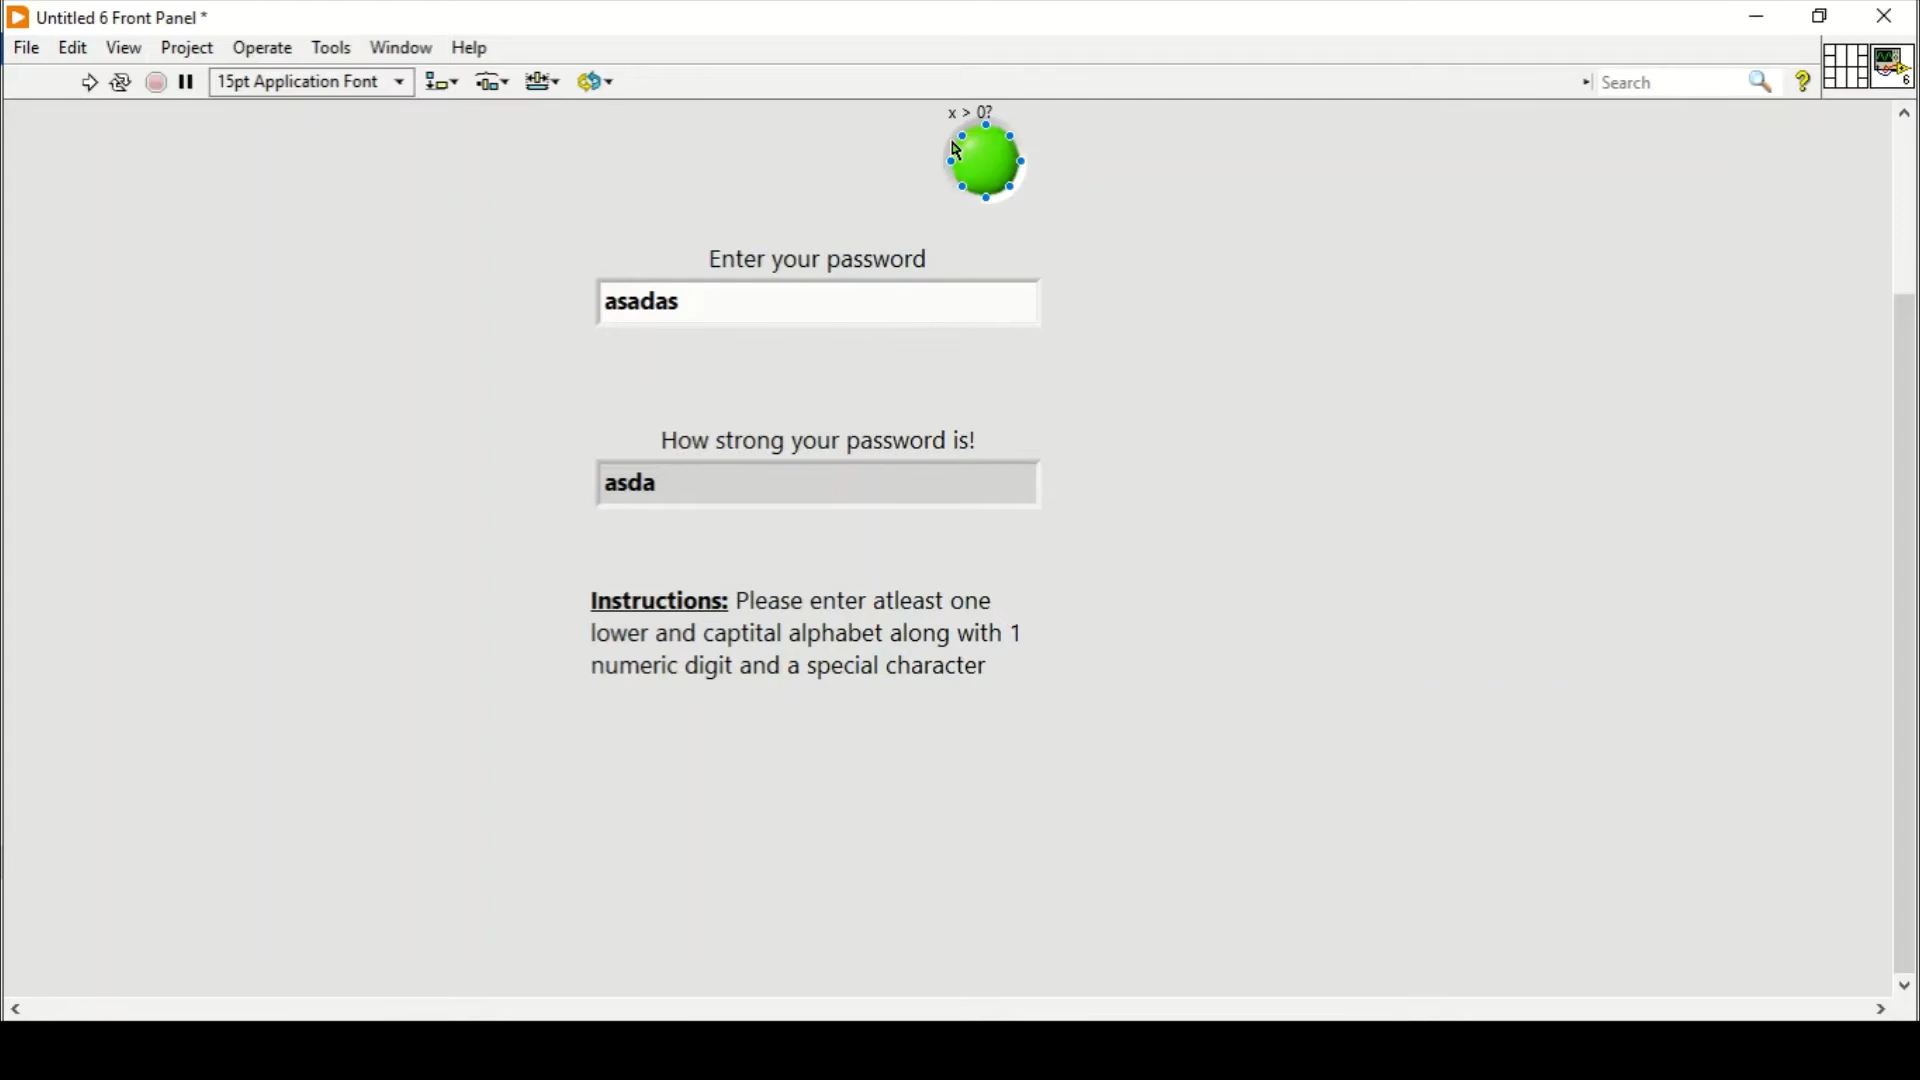 Untitled 6 Front Panel *
File Edit View Project Operate Tools Window Help
15pt Application Font
Search
6
x > 0?
Enter your password
asadas
How strong your password is!
asda
Instructions: Please enter atleast one
lower and captital alphabet along with 1
numeric digit and a special character